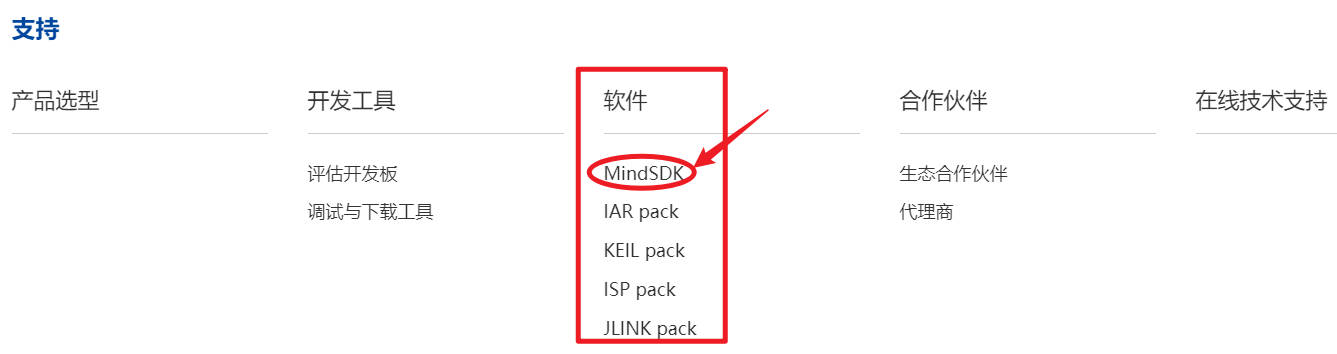 支持
产品选型
开发工具
评估开发板
调试与下载工具
软件
MindSDK
IAR pack
KEIL pack
ISP pack
JLINK pack
合作伙伴
生态合作伙伴
代理商
在线技术支持